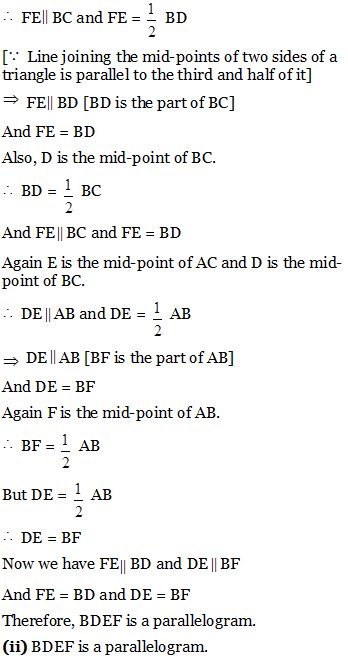 ∴ FE || BC and FE = 1/2 BD
[∵ Line joining the mid-points of two sides of a
triangle is parallel to the third and half of it]
⇒ FE || BD [BD is the part of BC]
And FE = BD
Also, D is the mid-point of BC.
∴ BD = 1/2 BC
And FE || BC and FE = BD
Again E is the mid-point of AC and D is the mid-
point of BC.
∴ DE || AB and DE = 1/2 AB
⇒ DE || AB [BF is the part of AB]
And DE = BF
Again F is the mid-point of AB.
∴ BF = 1/2 AB
But DE = 1/2 AB
∴ DE = BF
Now we have FE || BD and DE || BF
And FE = BD and DE = BF
Therefore, BDEF is a parallelogram.
(ii) BDEF is a parallelogram.